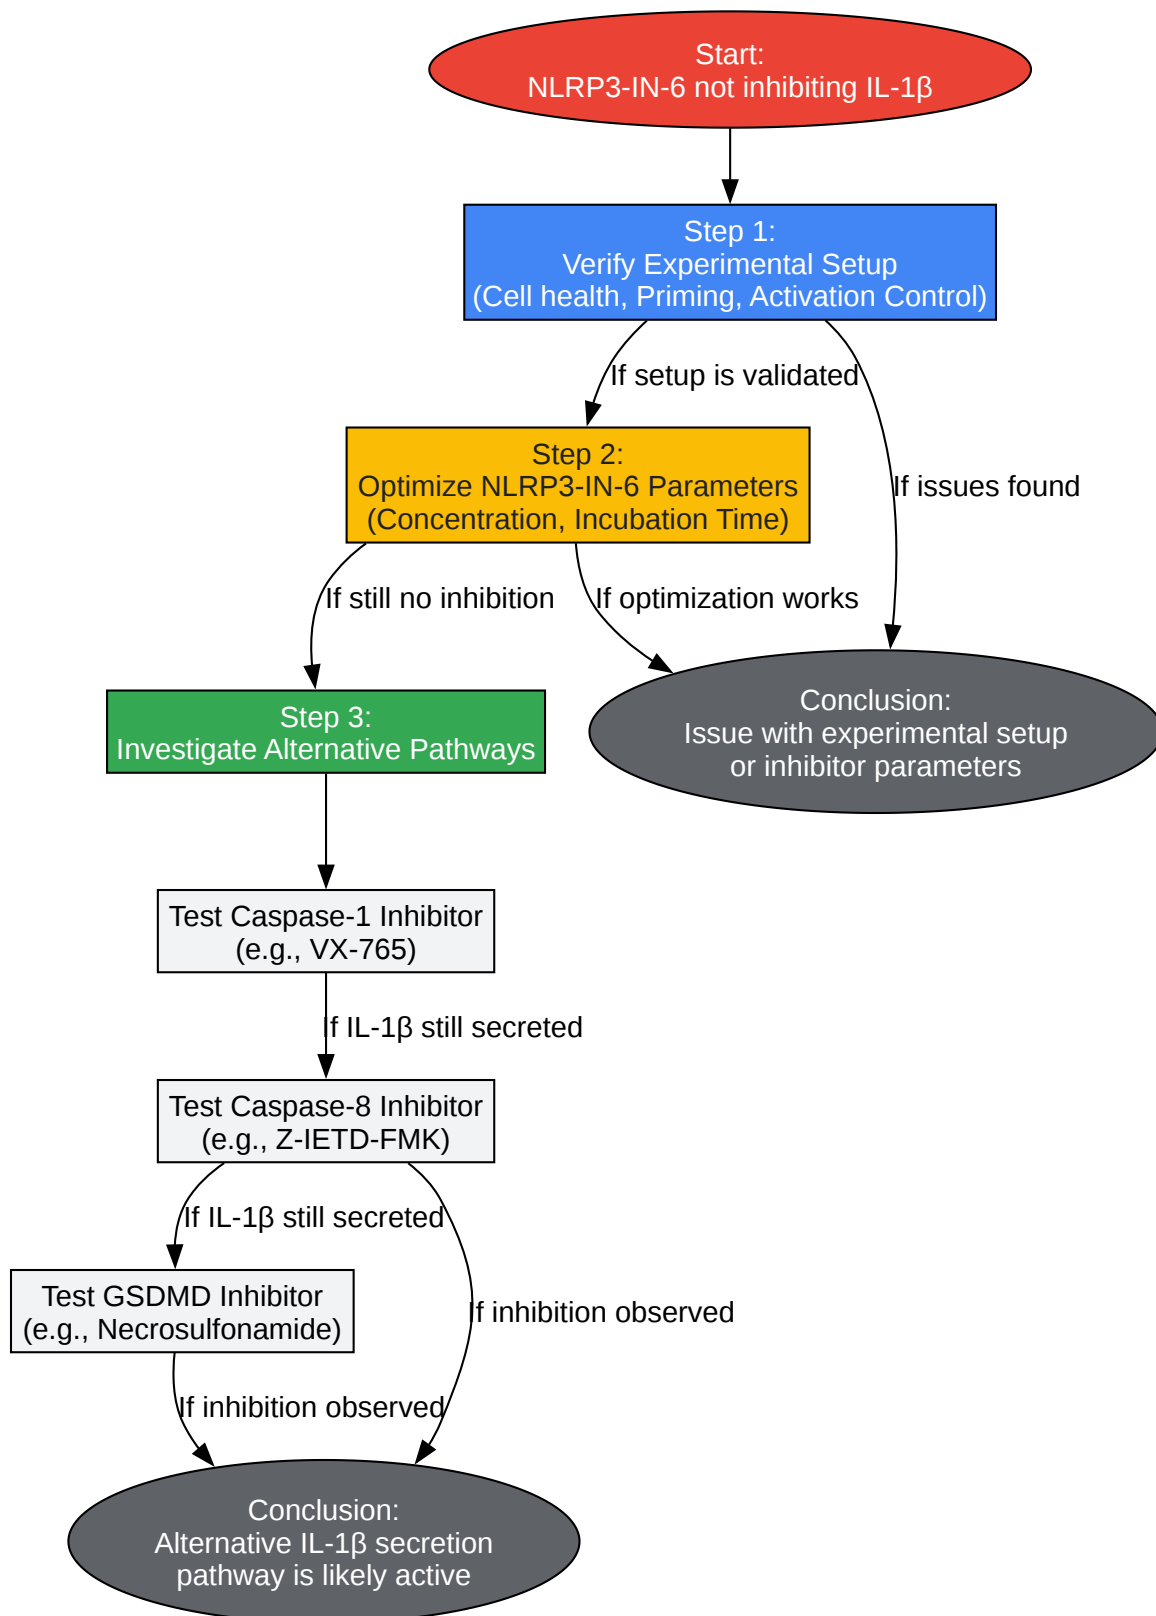 Start:
NLRP3-IN-6 not inhibiting IL-1β
Step 1:
Verify Experimental Setup
(Cell health, Priming, Activation Control)
If setup is validated
Step 2:
Optimize NLRP3-IN-6 Parameters
(Concentration, Incubation Time)
If issues found
If still no inhibition
If optimization works
Step 3:
Investigate Alternative Pathways
Conclusion:
Issue with experimental setup
or inhibitor parameters
Test Caspase-1 Inhibitor
(e.g., VX-765)
If IL-1β still secreted
Test Caspase-8 Inhibitor
(e.g., Z-IETD-FMK)
If IL-1β still secreted
Test GSDMD Inhibitor
(e.g., Necrosulfonamide)
If inhibition observed
If inhibition observed
Conclusion:
Alternative IL-1β secretion
pathway is likely active